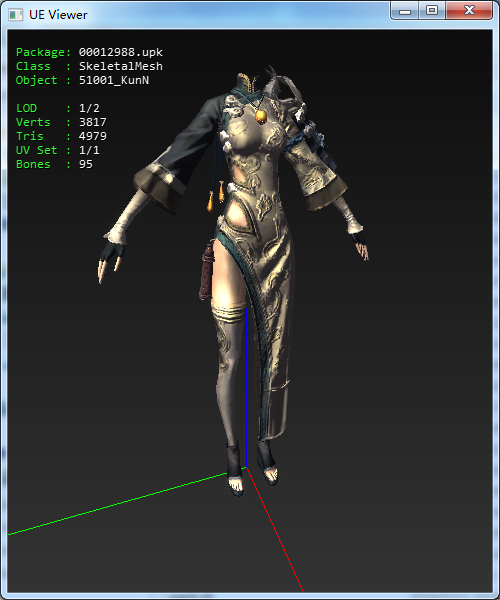 UE Viewer
Package: 00012988.upk
Class  : SkeletalMesh
Object : 51001_KunN
LOD    : 1/2
Verts  : 3817
Tris   : 4979
UV Set : 1/1
Bones  : 95